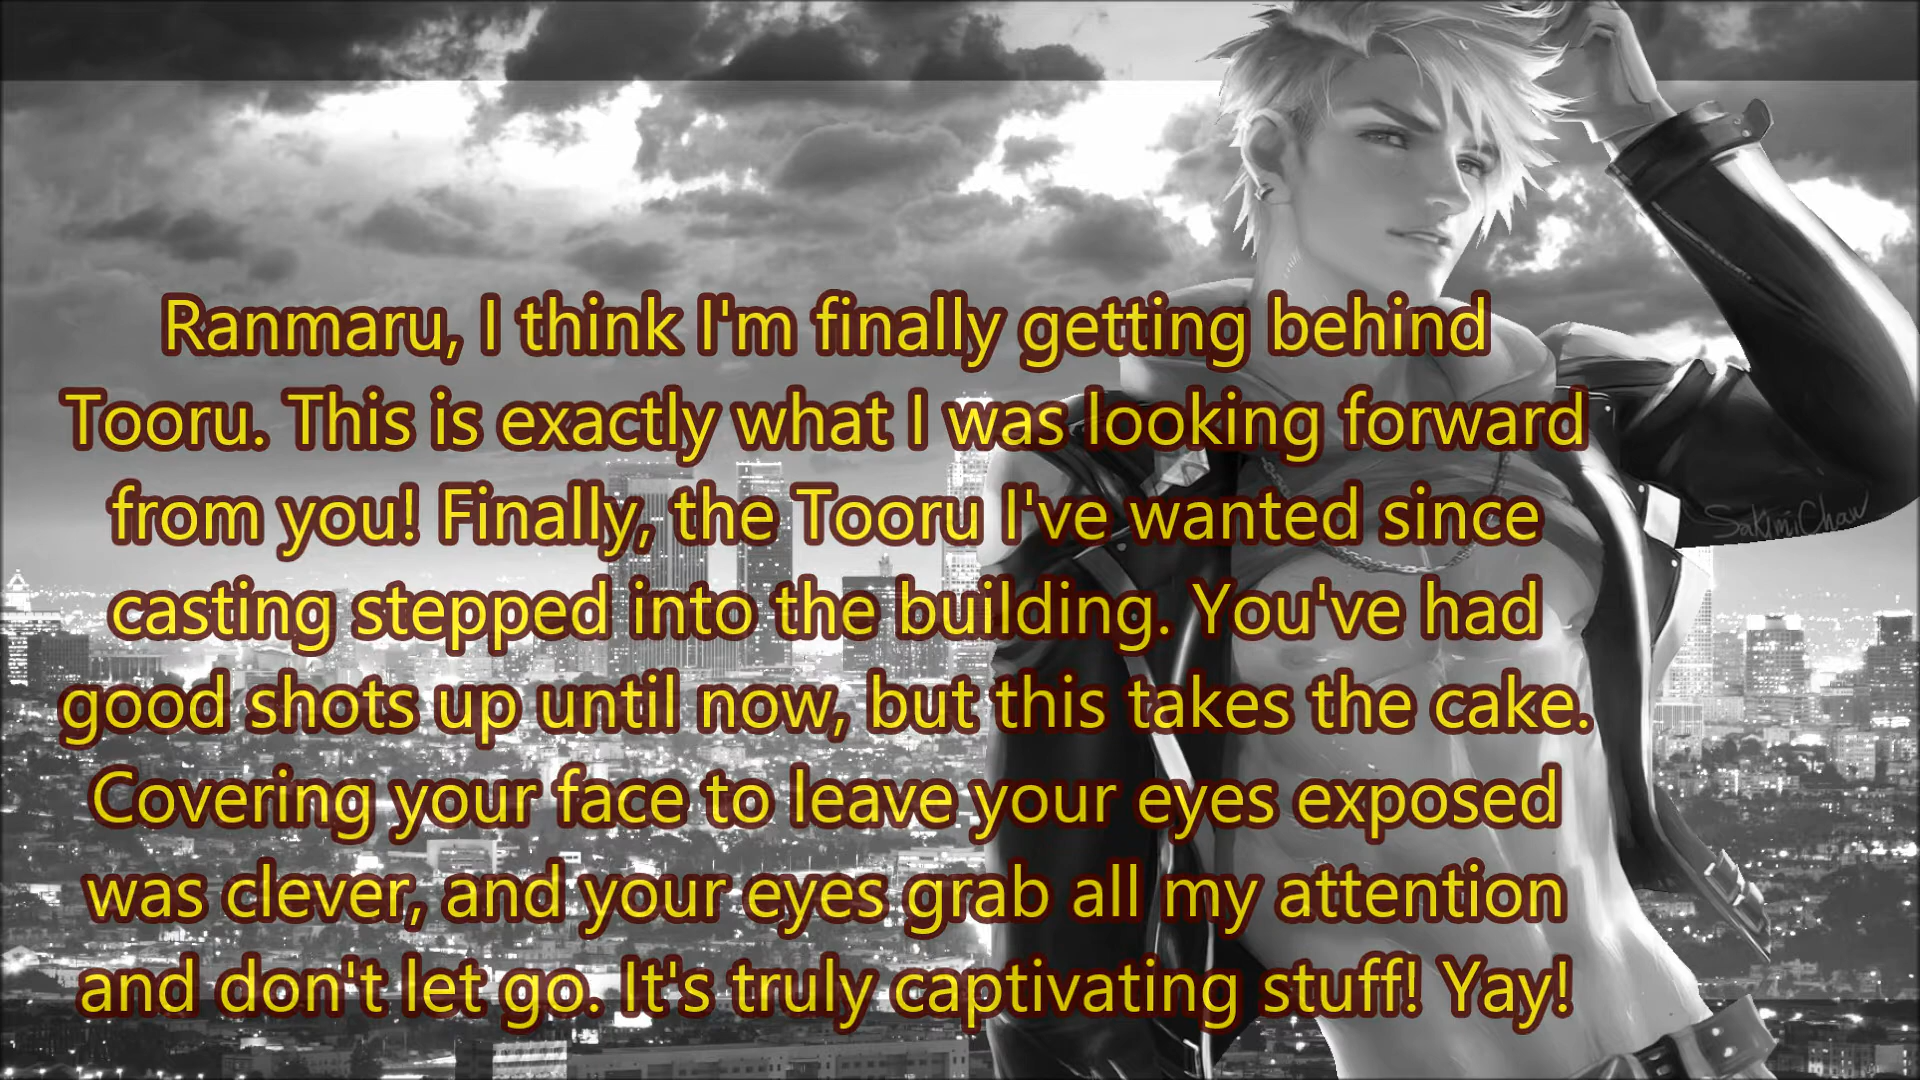 Ranmaru, I think I'm finally getting behind
Tooru. This is exactly what I was looking forward
from you! Finally, the Tooru I've wanted since
casting stepped into the building. You've had
good shots up until now, but this takes the cake.
Covering your face to leave your eyes exposed
was clever, and your eyes grab all my attention
and don't let go. It's truly captivating stuff! Yay!
SakimiChan